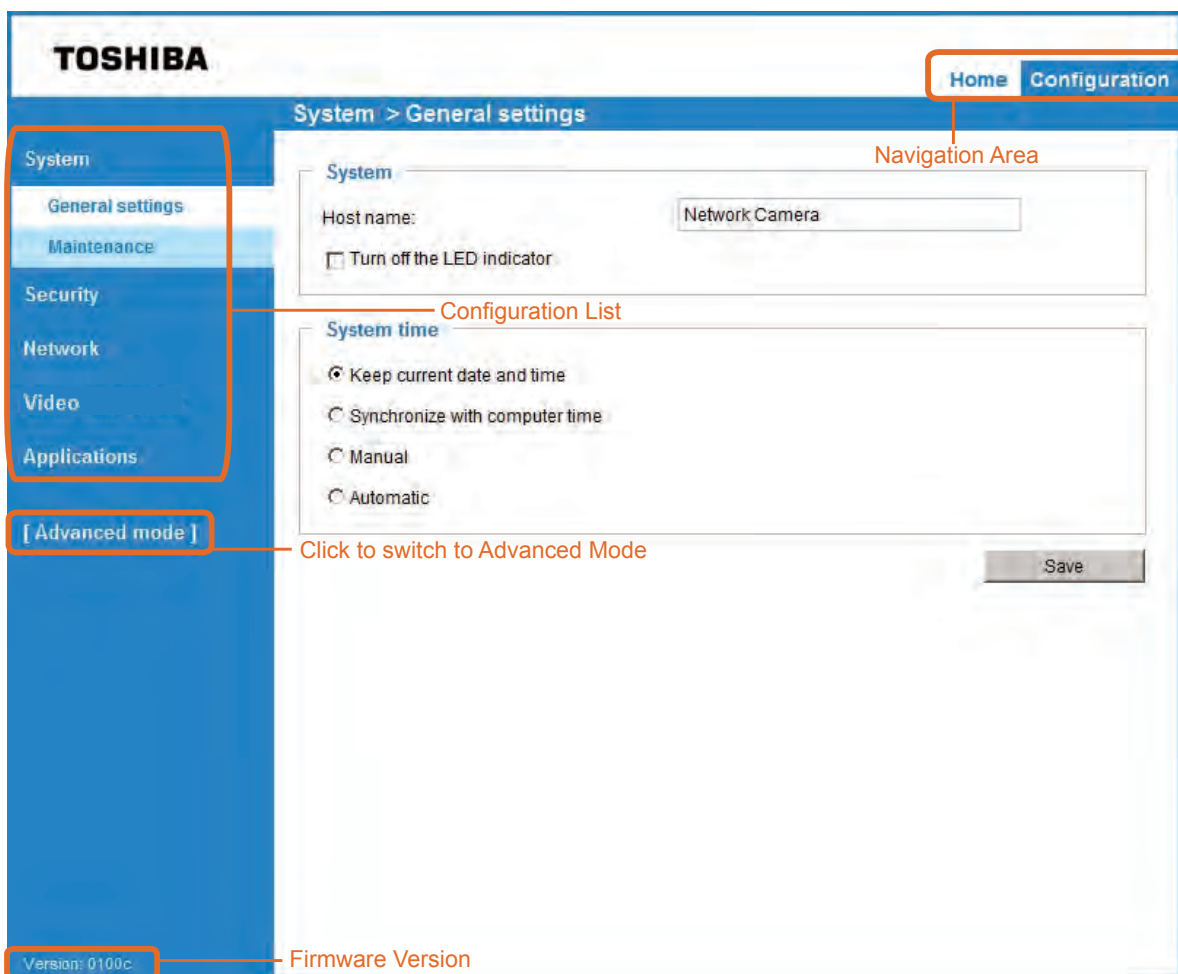 TOSHIBA
Home Configuration
System > General settings
Navigation Area
System
General settings
Maintenance
Security
Network
Video
Applications
[ Advanced mode ]
Version: 0100c
System
Host name: Network Camera
Turn off the LED indicator
Configuration List
System time
Keep current date and time
Synchronize with computer time
Manual
Automatic
Click to switch to Advanced Mode
Save
Firmware Version